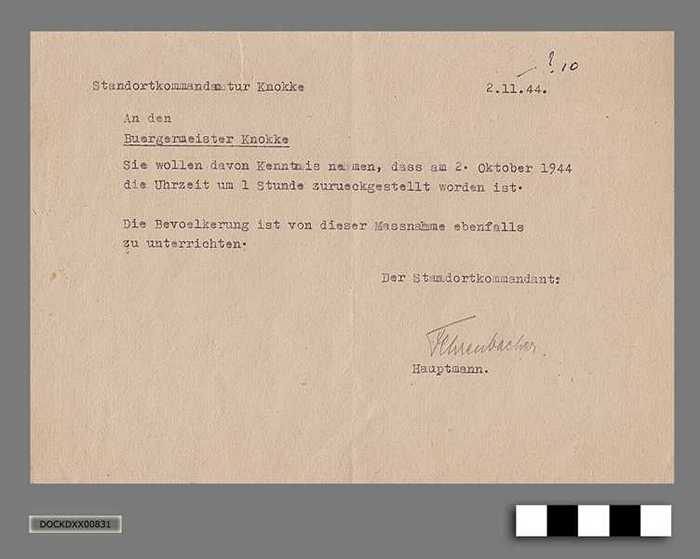 ? 10
Standortkommandantur Knokke
2.11.44.
An den
Buergermeister Knokke
Sie wollen davon Kenntnis nehmen, dass am 2. Oktober 1944
die Uhrzeit um 1 Stunde zurueckgestellt worden ist.
Die Bevoelkerung ist von dieser Massnahme ebenfalls
zu unterrichten.
Der Standortkommandant:
Fehrenbacher.
Hauptmann.
DOCKDXX00831